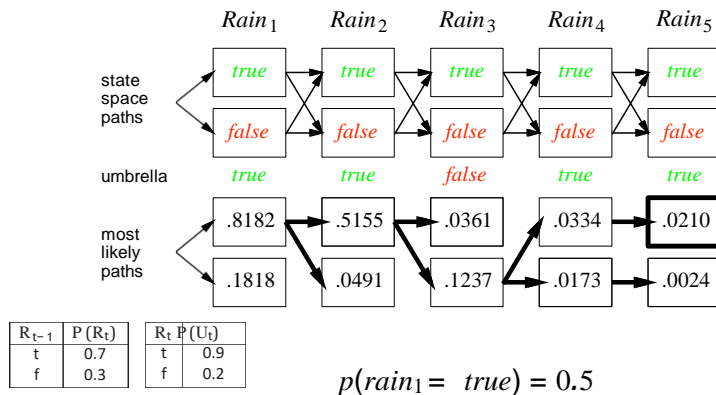 Rain1 Rain2 Rain3 Rain4 Rain5
true true true true true
state
space
paths
false false false false false
umbrella true true false true true
.8182 .5155 .0361 .0334 .0210
most
likely
paths
.1818 .0491 .1237 .0173 .0024
Rt−1 P(Rt)
t 0.7
f 0.3
Rt P(Ut)
t 0.9
f 0.2
p(rain1 = true) = 0.5